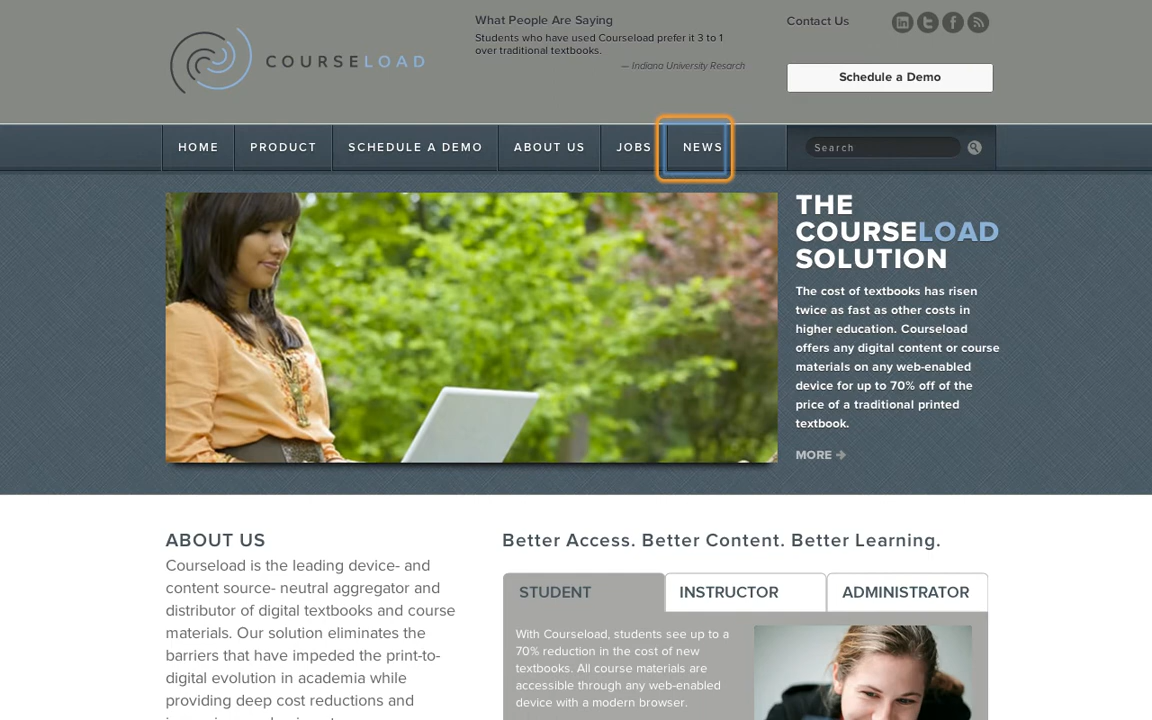 COURSELOAD
What People Are Saying
Students who have used Courseload prefer it 3 to 1
over traditional textbooks.
— Indiana University Resarch
Contact Us
Schedule a Demo
HOME
PRODUCT
SCHEDULE A DEMO
ABOUT US
JOBS
NEWS
Search
THE
COURSELOAD
SOLUTION
The cost of textbooks has risen
twice as fast as other costs in
higher education. Courseload
offers any digital content or course
materials on any web-enabled
device for up to 70% off of the
price of a traditional printed
textbook.
MORE
ABOUT US
Courseload is the leading device- and
content source- neutral aggregator and
distributor of digital textbooks and course
materials. Our solution eliminates the
barriers that have impeded the print-to-
digital evolution in academia while
providing deep cost reductions and
Better Access. Better Content. Better Learning.
STUDENT
INSTRUCTOR
ADMINISTRATOR
With Courseload, students see up to a
70% reduction in the cost of new
textbooks. All course materials are
accessible through any web-enabled
device with a modern browser.